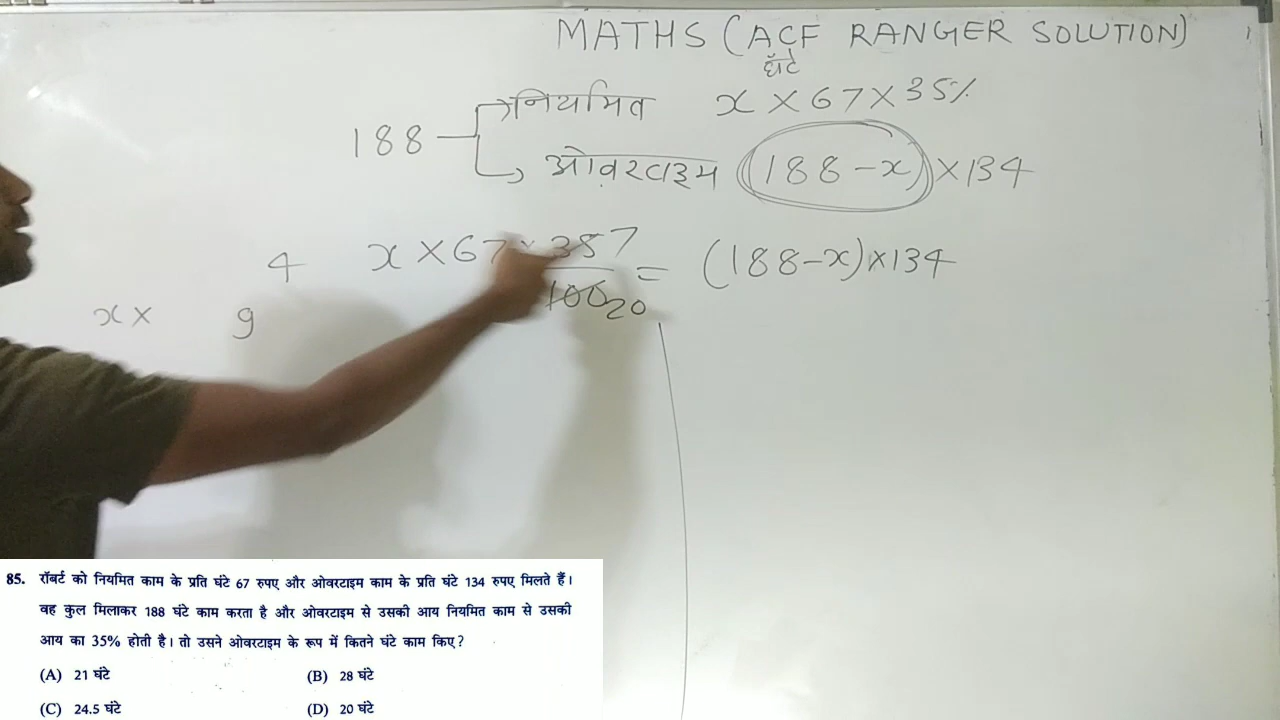 MATHS (ACF RANGER SOLUTION)
घंटे
188 नियमित x × 67 × 35%
ओवरटाइम (188-x) × 134
4 x × 67 × 357 = (188-x) × 134
100 20
x × 9
85. रॉबर्ट को नियमित काम के प्रति घंटे 67 रुपए और ओवरटाइम काम के प्रति घंटे 134 रुपए मिलते हैं।
वह कुल मिलाकर 188 घंटे काम करता है और ओवरटाइम से उसकी आय नियमित काम से उसकी
आय का 35% होती है। तो उसने ओवरटाइम के रूप में कितने घंटे काम किए?
(A) 21 घंटे (B) 28 घंटे
(C) 24.5 घंटे (D) 20 घंटे